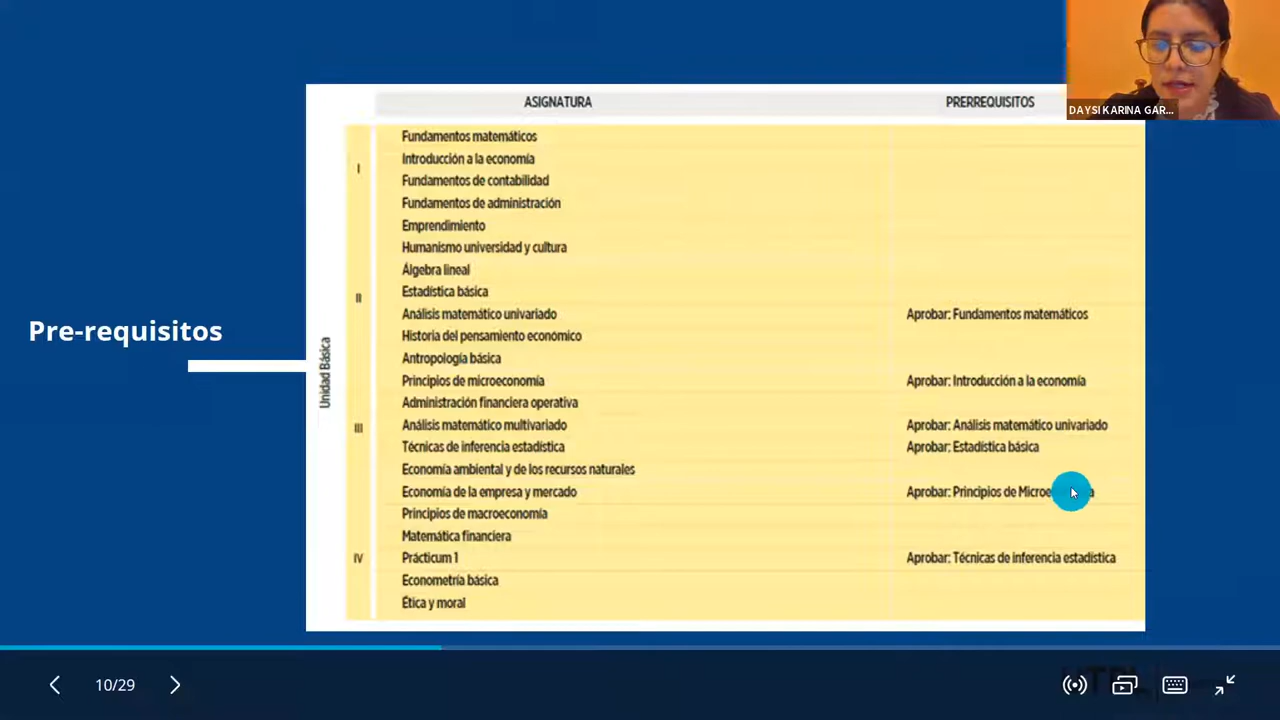 DAYSI KARINA GAR...
ASIGNATURA PRERREQUISITOS
Pre-requisitos
Unidad Básica
I
Fundamentos matemáticos
Introducción a la economía
Fundamentos de contabilidad
Fundamentos de administración
Emprendimiento
Humanismo universidad y cultura
II
Álgebra lineal
Estadística básica
Análisis matemático univariado Aprobar: Fundamentos matemáticos
Historia del pensamiento económico
Antropología básica
Principios de microeconomía Aprobar: Introducción a la economía
III
Administración financiera operativa
Análisis matemático multivariado Aprobar: Análisis matemático univariado
Técnicas de inferencia estadística Aprobar: Estadística básica
Economía ambiental y de los recursos naturales
Economía de la empresa y mercado Aprobar: Principios de
Principios de macroeconomía
Matemática financiera
IV
Prácticum 1 Aprobar: Técnicas de inferencia estadística
Econometría básica
Ética y moral
10/29